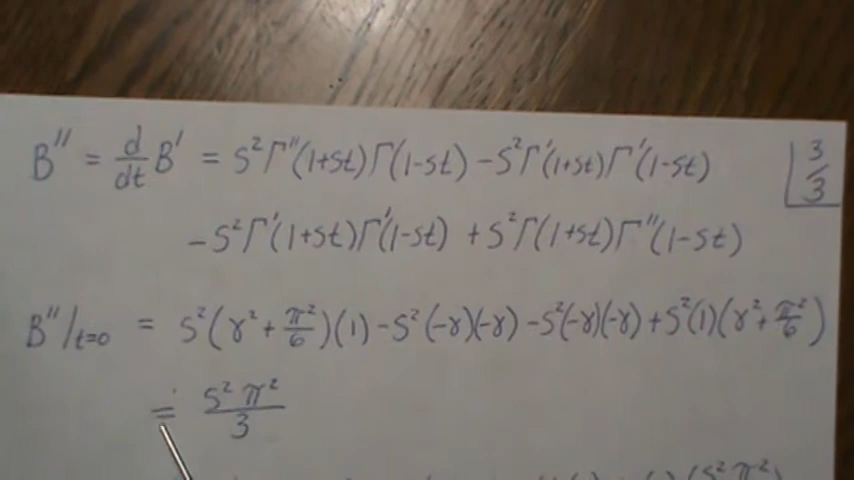 B'' = d/dt B' = S²Γ''(1+st)Γ(1-st) - S²Γ'(1+st)Γ'(1-st)
3/3
- S²Γ'(1+st)Γ'(1-st) + S²Γ(1+st)Γ''(1-st)
B''/t=0 = S²(γ² + π²/6)(1) - S²(-γ)(-γ) - S²(-γ)(-γ) + S²(1)(γ² + π²/6)
= S²π²/3
(S²π²)